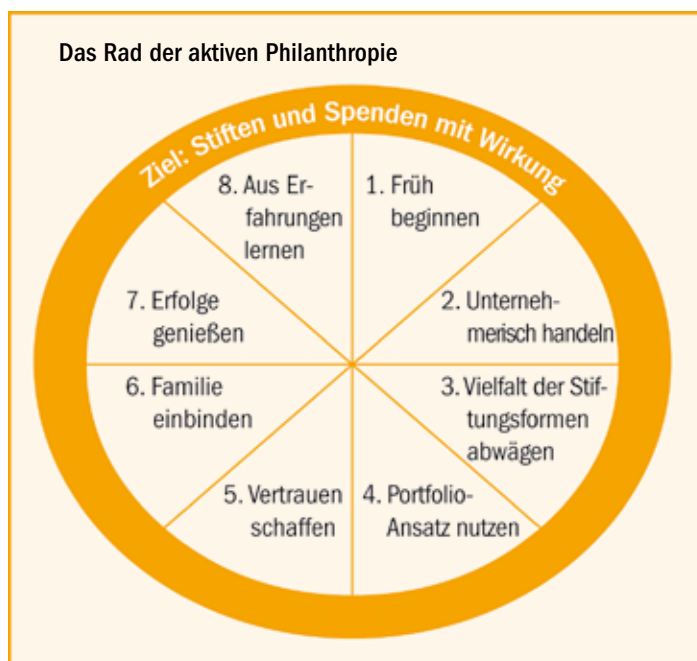 Das Rad der aktiven Philanthropie
Ziel: Stiften und Spenden mit Wirkung
1. Früh
beginnen
2. Unterneh-
merisch handeln
3. Vielfalt der Stif-
tungsformen
abwägen
4. Portfolio-
Ansatz nutzen
5. Vertrauen
schaffen
6. Familie
einbinden
7. Erfolge
genießen
8. Aus Er-
fahrungen
lernen